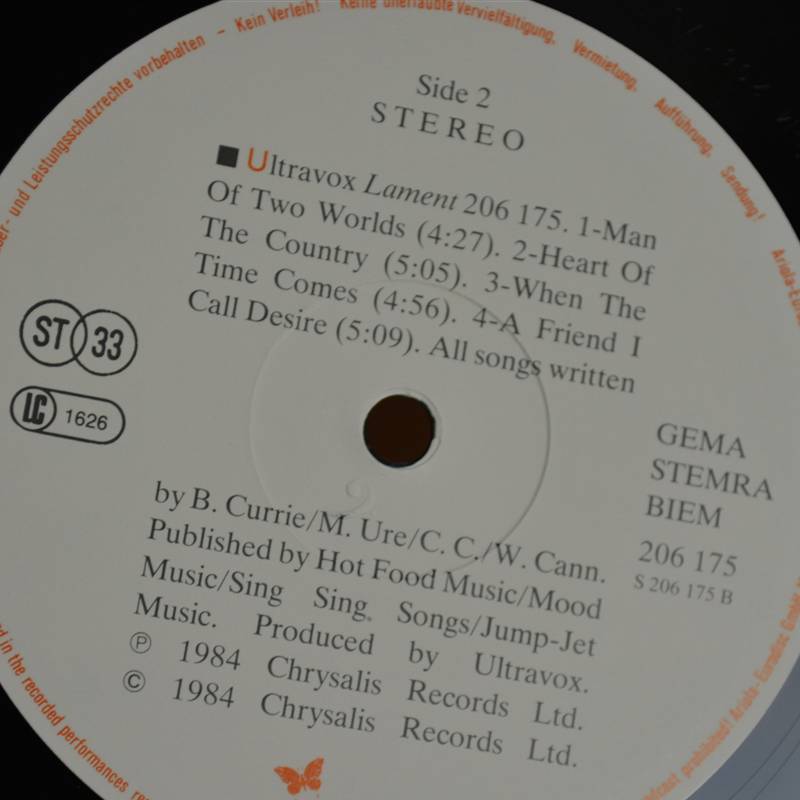 Side 2
STEREO
Ultravox Lament 206 175. 1-Man
Of Two Worlds (4:27). 2-Heart Of
The Country (5:05). 3-When The
Time Comes (4:56). 4-A Friend I
Call Desire (5:09). All songs written
ST 33
LC 1626
GEMA
STEMRA
BIEM
206 175
S 206 175 B
by B. Currie/M. Ure/C. C./W. Cann.
Published by Hot Food Music/Mood
Music/Sing Sing Songs/Jump-Jet
Music. Produced by Ultravox.
℗ 1984 Chrysalis Records Ltd.
© 1984 Chrysalis Records Ltd.
und Leistungsschutzrechte vorbehalten – Kein Verleih! Keine unerlaubte Vervielfältigung, Vermietung, Aufführung, Sendung!
in the recorded performances
prohibited! Ariola-Eurodisc